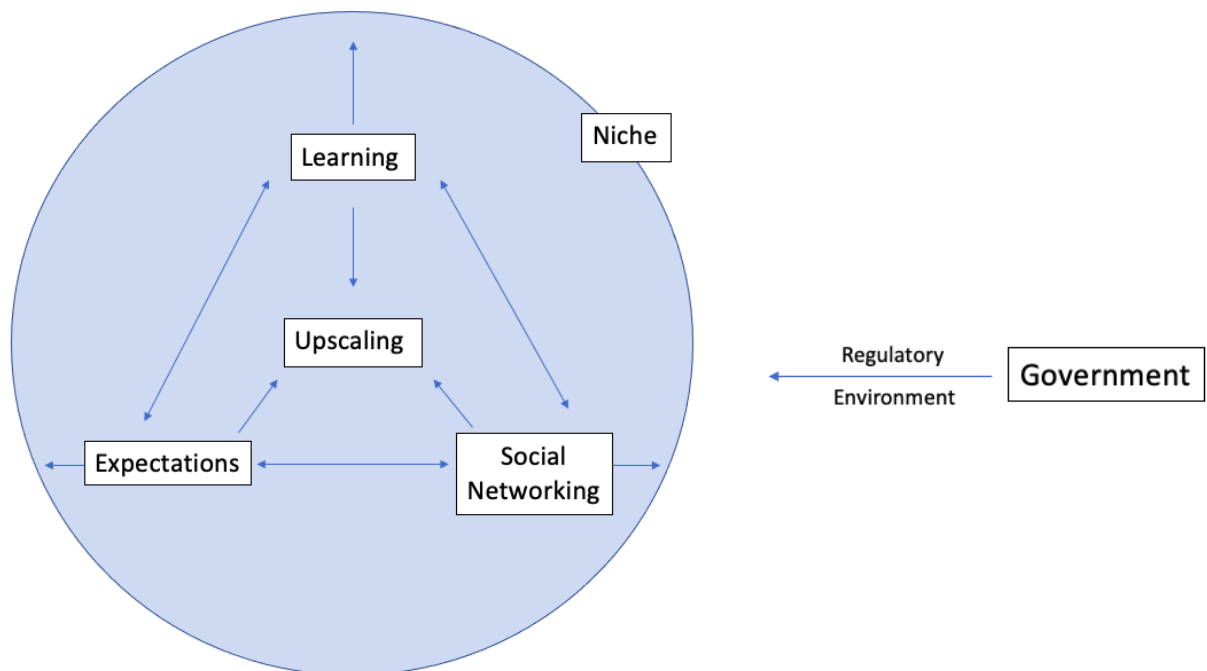 Niche
Learning
Upscaling
Regulatory
Environment
Government
Expectations
Social
Networking